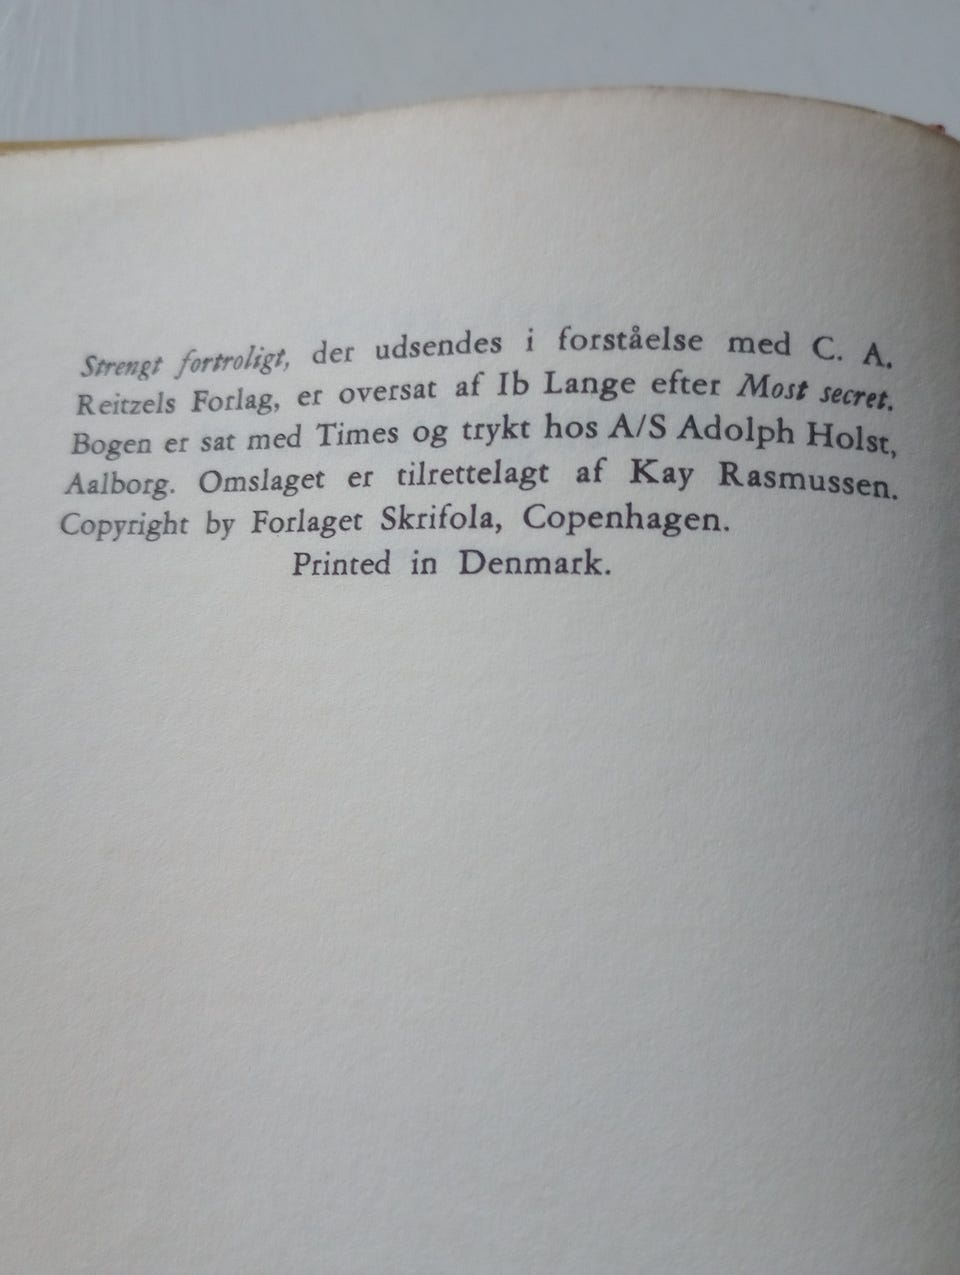 Strengt fortroligt, der udsendes i forståelse med C. A.
Reitzels Forlag, er oversat af Ib Lange efter Most secret.
Bogen er sat med Times og trykt hos A/S Adolph Holst,
Aalborg. Omslaget er tilrettelagt af Kay Rasmussen.
Copyright by Forlaget Skrifola, Copenhagen.
Printed in Denmark.